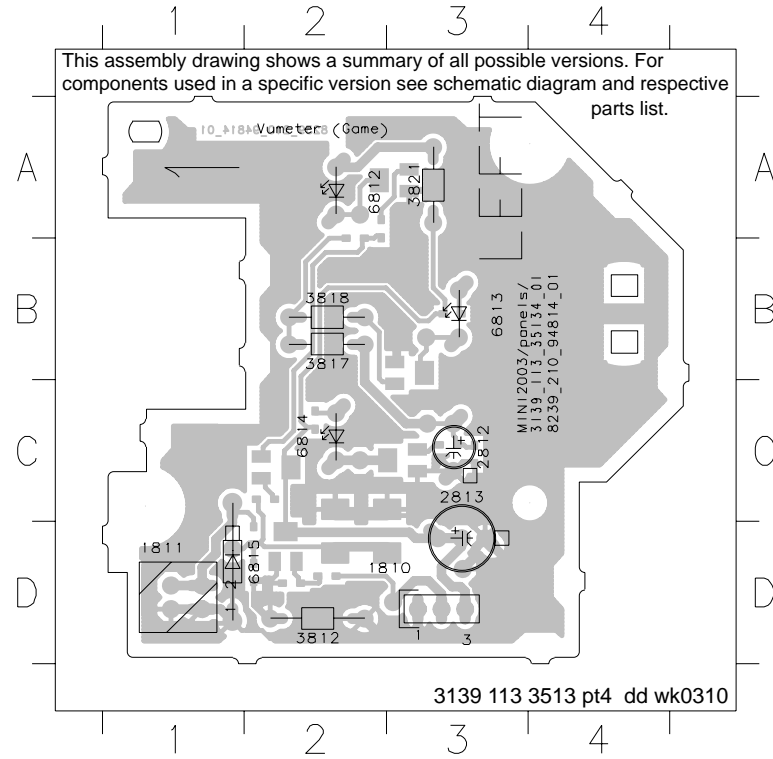 1 2 3 4
This assembly drawing shows a summary of all possible versions. For
components used in a specific version see schematic diagram and respective
parts list.
Vumeter (Game)
A A
1
6812
3821
LEFT
B B
3818
3817
6813
MINI2003/panels/
3139_113_35134_01
8239_210_94814_01
C C
6814
2812
2813
1811
6815
1810
D D
1 2
3812
1 3
3139 113 3513 pt4 dd wk0310
1 2 3 4